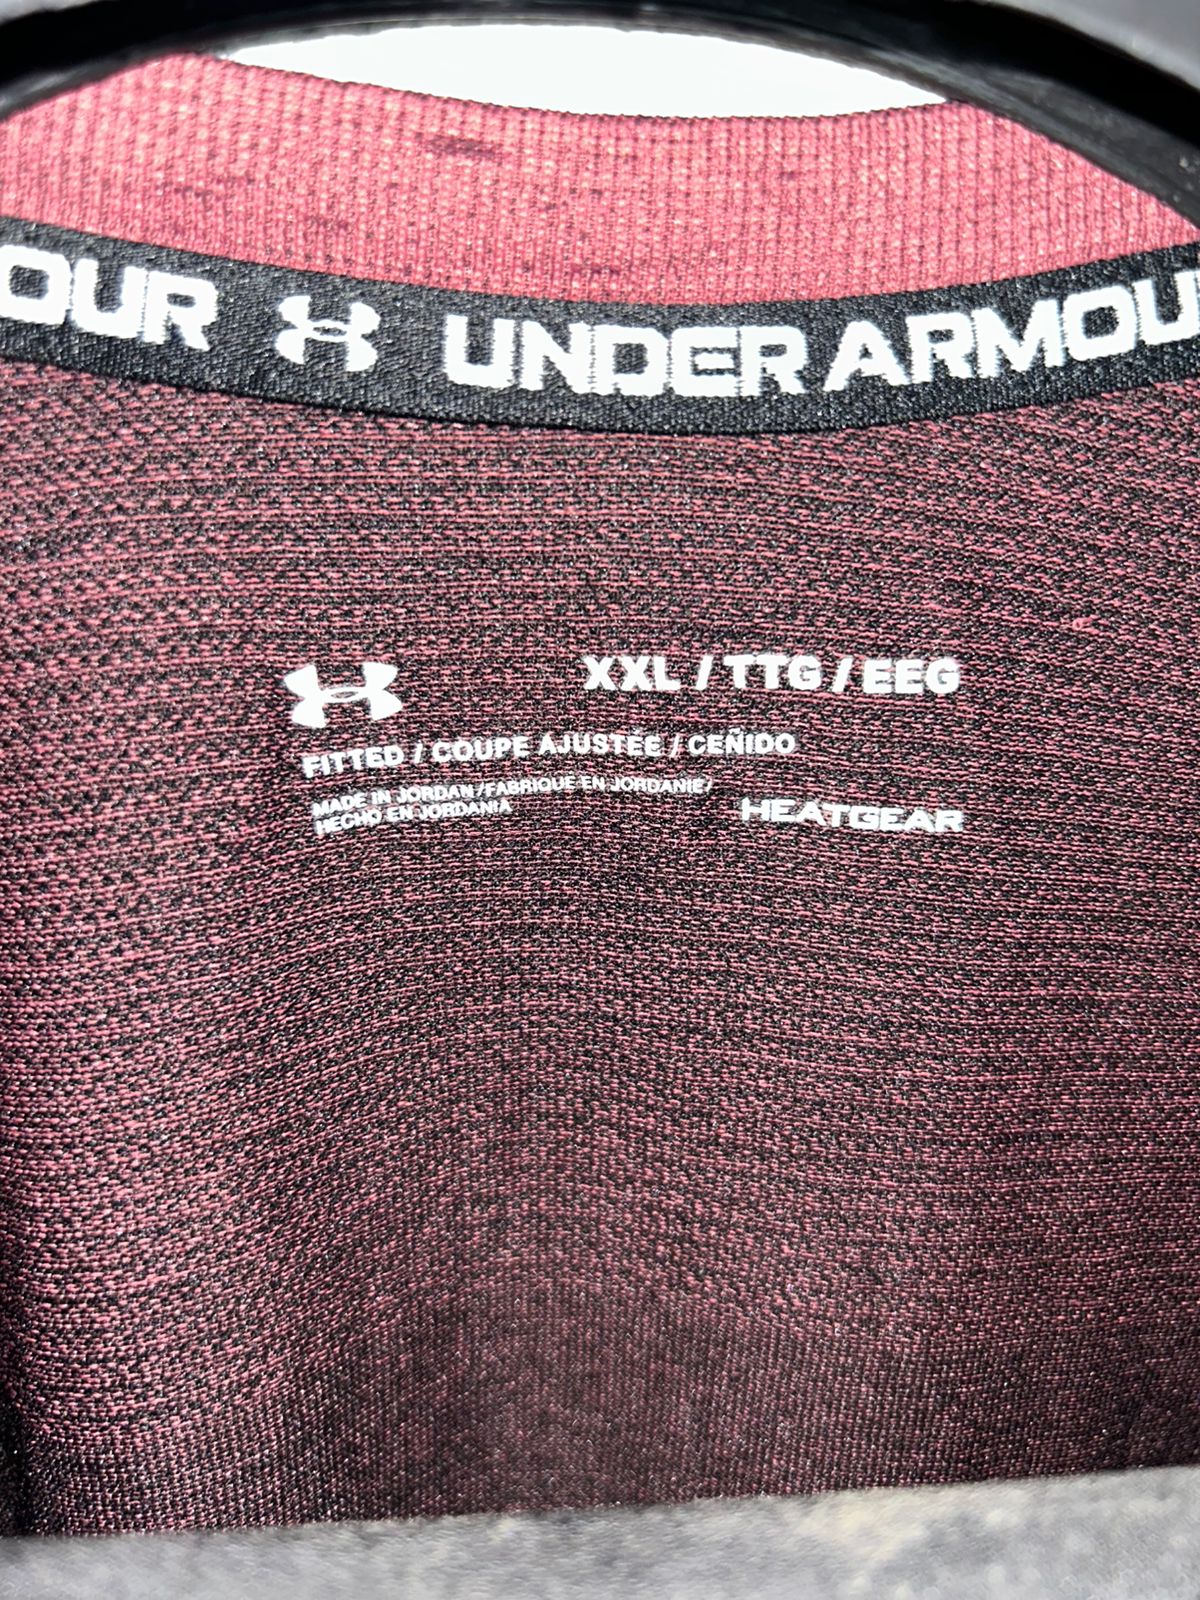 OUR UNDER ARMOU
XXL / TTG / EEG
FITTED / COUPE AJUSTÉE / CEÑIDO
MADE IN JORDAN / FABRIQUÉ EN JORDANIE /
HECHO EN JORDANIA
HEATGEAR